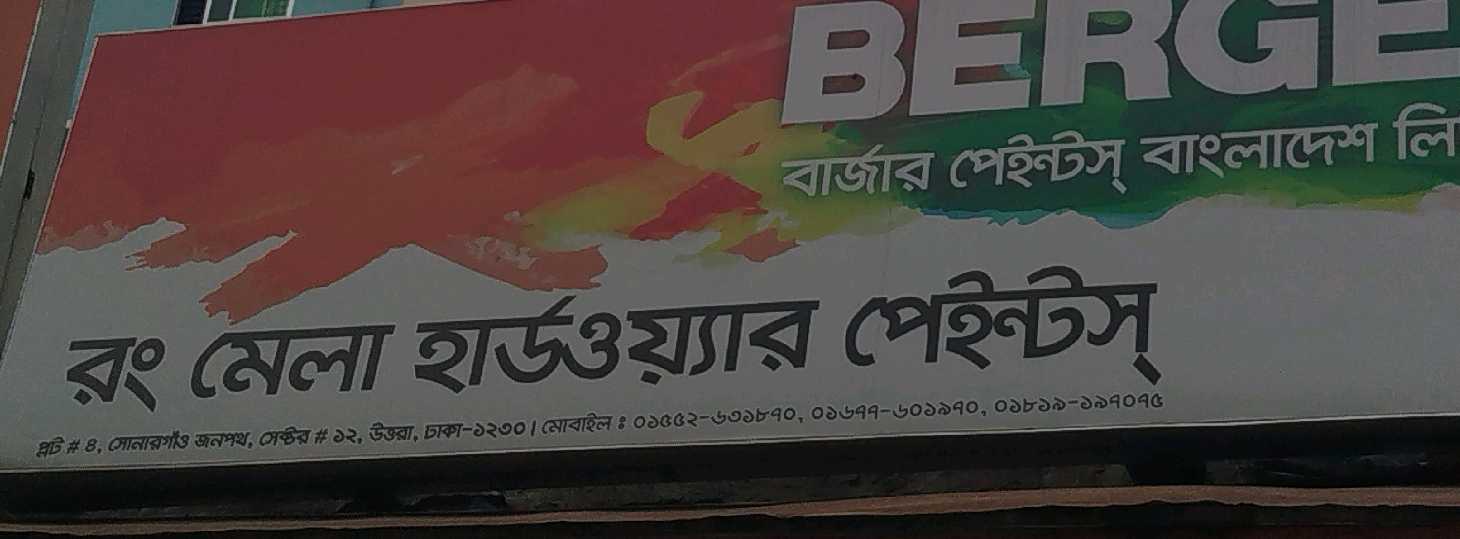 BERGE
বার্জার পেইন্টস্ বাংলাদেশ লি
রং মেলা হার্ডওয়্যার পেইন্টস্
প্লট # ৪, সোনারগাঁও জনপথ, সেক্টর # ১২, উত্তরা, ঢাকা-১২৩০। মোবাইল ঃ ০১৫৫২-৬৩১৮৭০, ০১৬৭৭-৬০১৯৭০, ০১৮১৯-১৯৭০৭৫